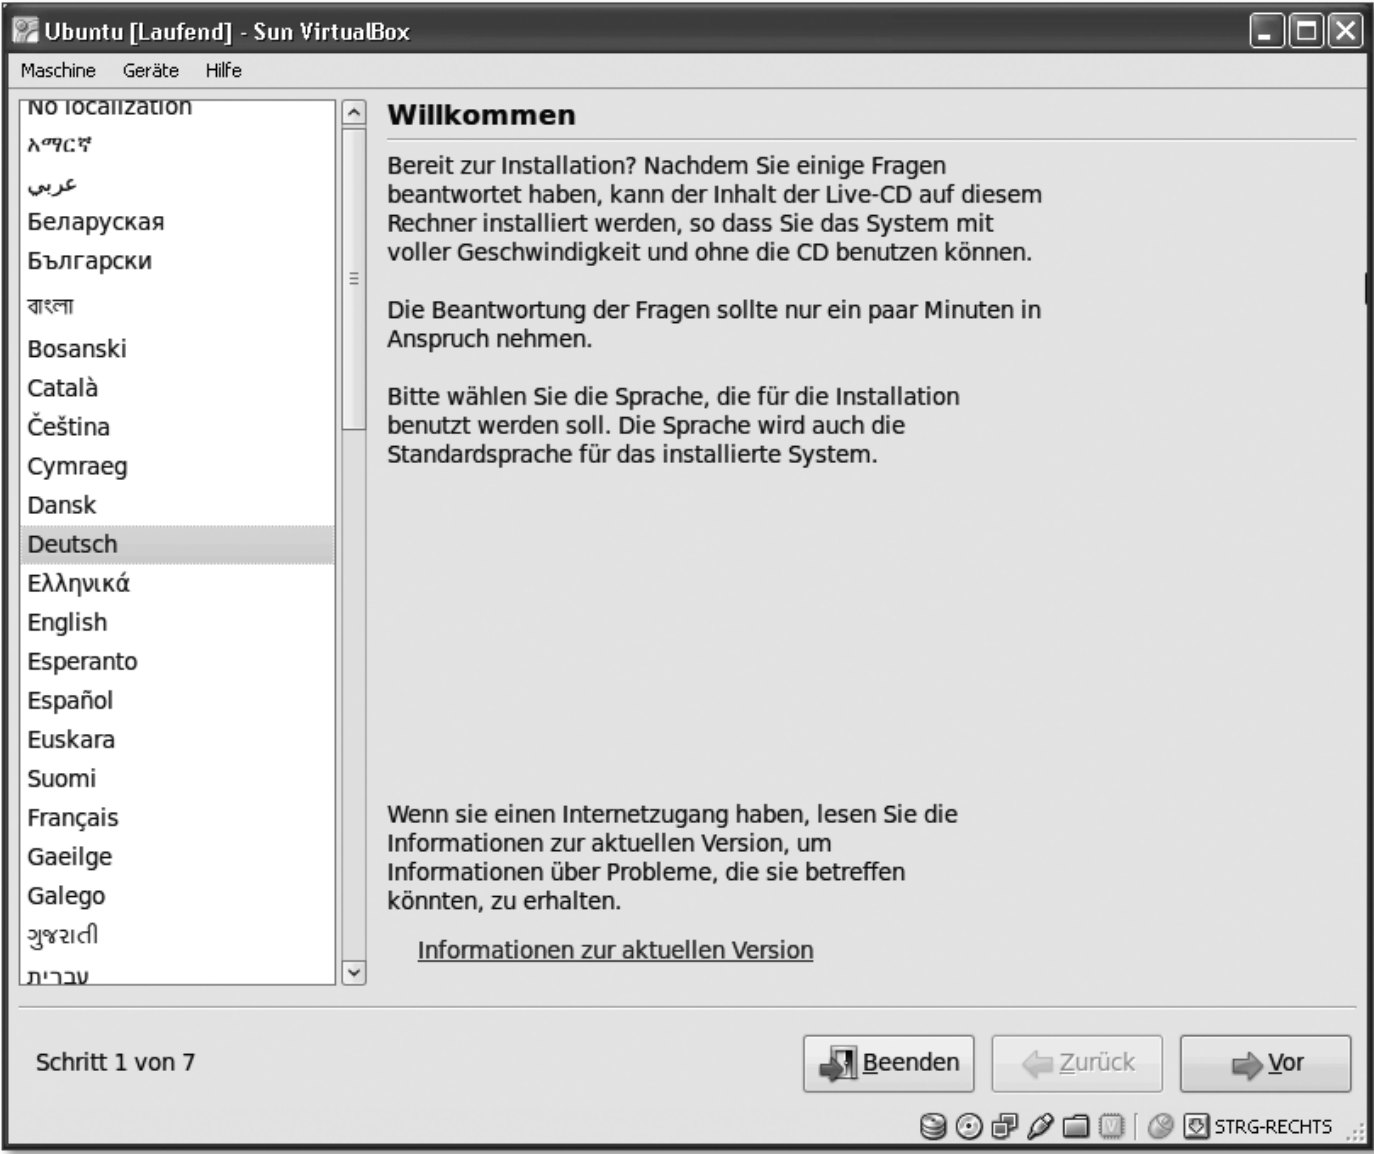 Ubuntu [Laufend] - Sun VirtualBox
Maschine Geräte Hilfe
No localization
አማርኛ
عربي
Беларуская
Български
বাংলা
Bosanski
Català
Čeština
Cymraeg
Dansk
Deutsch
Ελληνικά
English
Esperanto
Español
Euskara
Suomi
Français
Gaeilge
Galego
ગુજરાતી
עברית
Willkommen
Bereit zur Installation? Nachdem Sie einige Fragen
beantwortet haben, kann der Inhalt der Live-CD auf diesem
Rechner installiert werden, so dass Sie das System mit
voller Geschwindigkeit und ohne die CD benutzen können.
Die Beantwortung der Fragen sollte nur ein paar Minuten in
Anspruch nehmen.
Bitte wählen Sie die Sprache, die für die Installation
benutzt werden soll. Die Sprache wird auch die
Standardsprache für das installierte System.
Wenn sie einen Internetzugang haben, lesen Sie die
Informationen zur aktuellen Version, um
Informationen über Probleme, die sie betreffen
könnten, zu erhalten.
Informationen zur aktuellen Version
Schritt 1 von 7
Beenden
Zurück
Vor
STRG-RECHTS